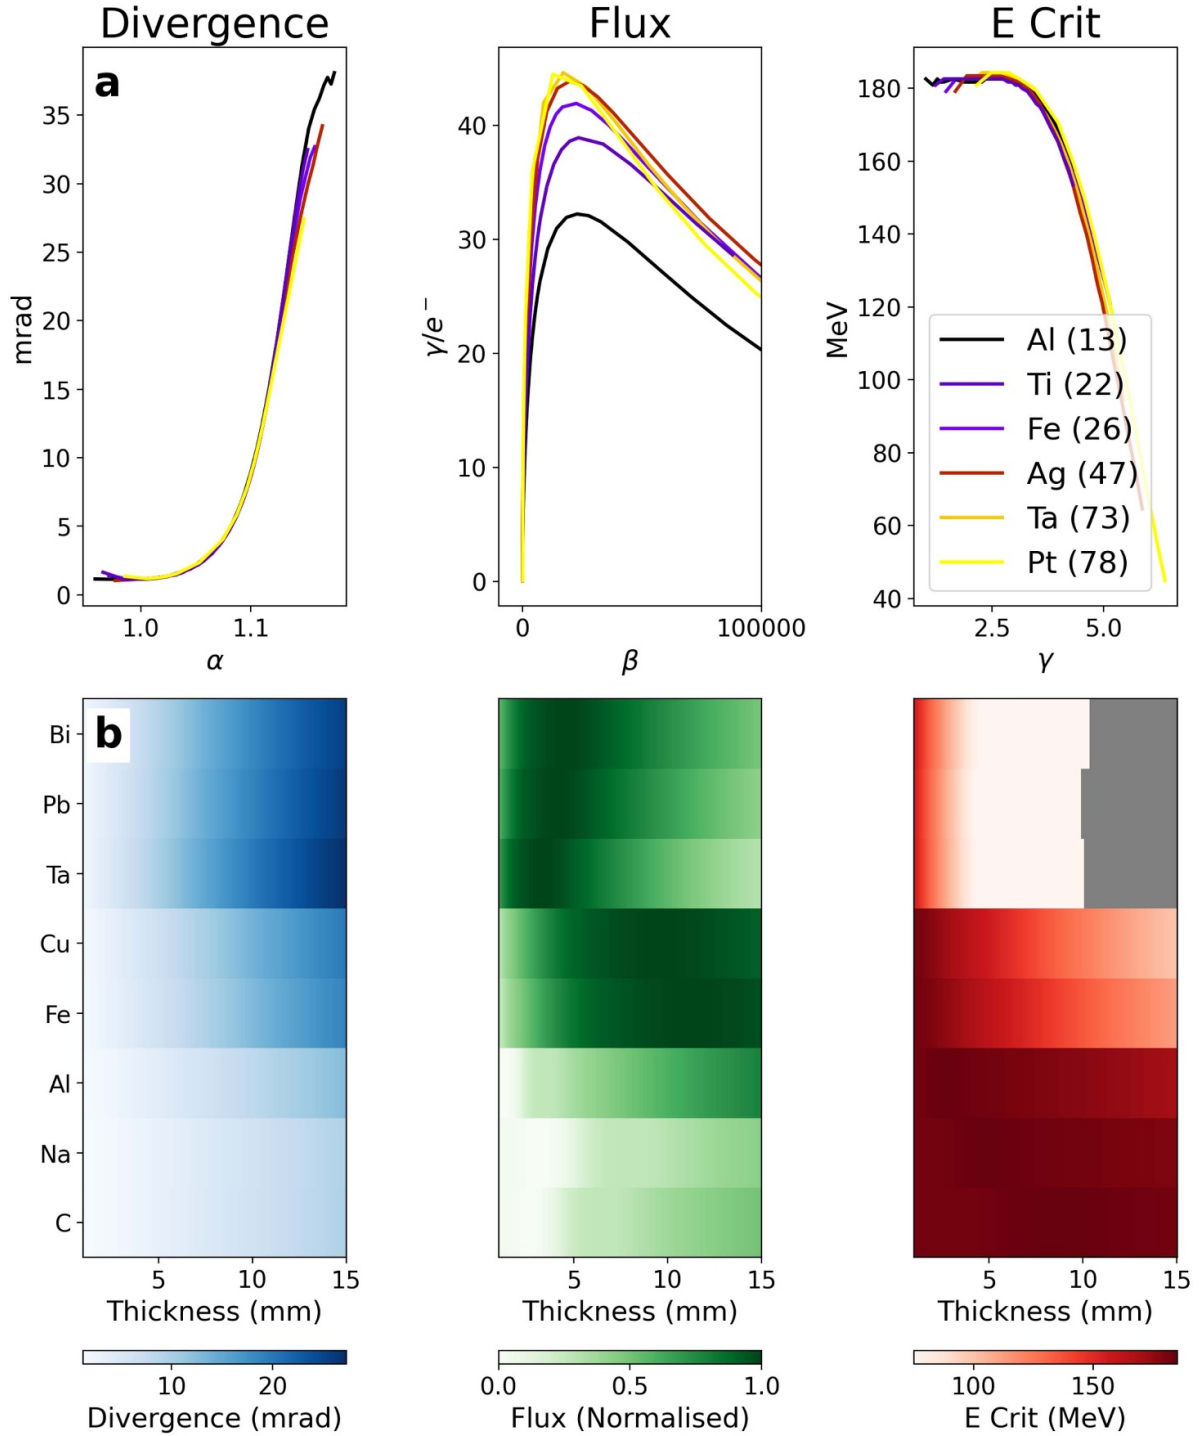 Divergence
a
mrad
35
30
25
20
15
10
5
0
1.0
1.1
α
Flux
γ/e⁻
40
30
20
10
0
0
100000
β
E Crit
MeV
180
160
140
120
100
80
60
40
2.5
5.0
γ
Al (13)
Ti (22)
Fe (26)
Ag (47)
Ta (73)
Pt (78)
b
Bi
Pb
Ta
Cu
Fe
Al
Na
C
5
10
15
Thickness (mm)
10
20
Divergence (mrad)
5
10
15
Thickness (mm)
0.0
0.5
1.0
Flux (Normalised)
5
10
15
Thickness (mm)
100
150
E Crit (MeV)